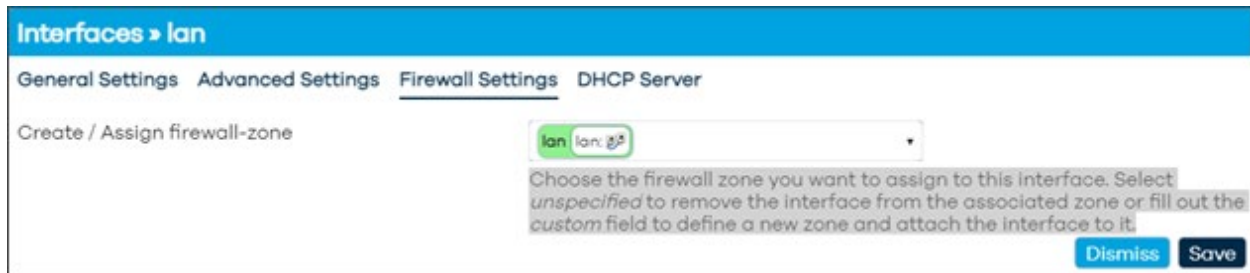 Interfaces » lan
General Settings Advanced Settings Firewall Settings DHCP Server
Create / Assign firewall-zone
lan lan:
Choose the firewall zone you want to assign to this interface. Select
unspecified to remove the interface from the associated zone or fill out the
custom field to define a new zone and attach the interface to it.
Dismiss Save